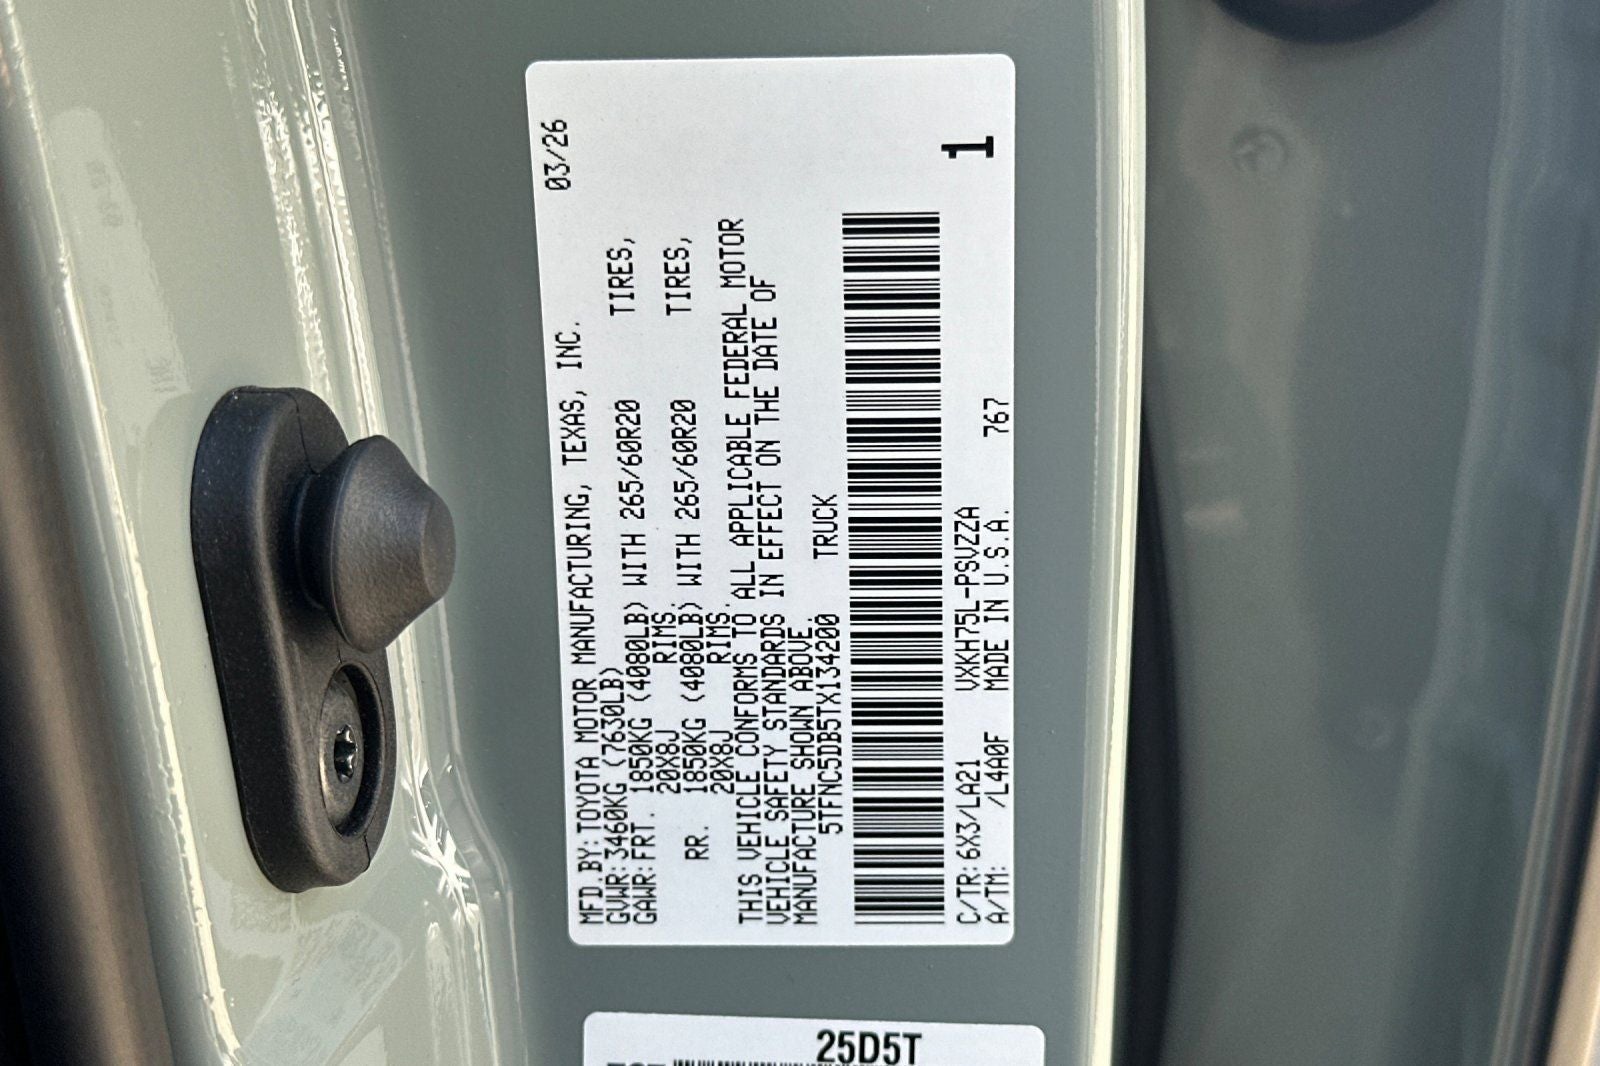 03/26
MFD.BY:TOYOTA MOTOR MANUFACTURING, TEXAS, INC.
GVWR:3460KG (7630LB)
GAWR:FRT. 1850KG (4080LB) WITH 265/60R20 TIRES,
20X8J RIMS.
RR. 1850KG (4080LB) WITH 265/60R20 TIRES,
20X8J RIMS.
THIS VEHICLE CONFORMS TO ALL APPLICABLE FEDERAL MOTOR
VEHICLE SAFETY STANDARDS IN EFFECT ON THE DATE OF
MANUFACTURE SHOWN ABOVE.
5TFNC5DB5TX134200 TRUCK
1
C/TR:6X3/LA21 VXKH75L-PSVZZA
A/TM: /L4A0F MADE IN U.S.A. 767
25D5T